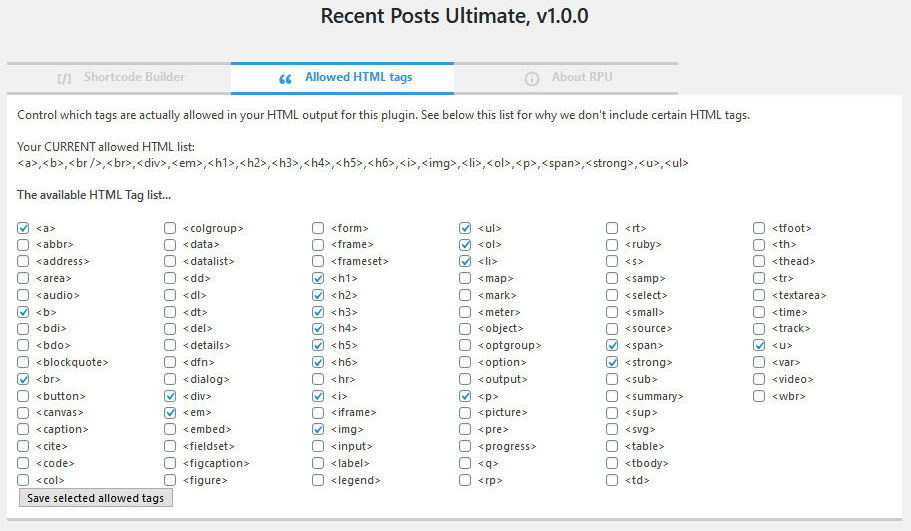 Recent Posts Ultimate, v1.0.0
[/] Shortcode Builder
Allowed HTML tags
About RPU
Control which tags are actually allowed in your HTML output for this plugin. See below this list for why we don't include certain HTML tags.
Your CURRENT allowed HTML list:
<a>,<b>,<br />,<br>,<div>,<em>,<h1>,<h2>,<h3>,<h4>,<h5>,<h6>,<i>,<img>,<li>,<ol>,<p>,<span>,<strong>,<u>,<ul>
The available HTML Tag list...
<a> <colgroup> <form> <ul> <rt> <tfoot>
<abbr> <data> <frame> <ol> <ruby> <th>
<address> <datalist> <frameset> <li> <s> <thead>
<area> <dd> <h1> <map> <samp> <tr>
<audio> <dl> <h2> <mark> <select> <textarea>
<b> <dt> <h3> <meter> <small> <time>
<bdi> <del> <h4> <object> <source> <track>
<bdo> <details> <h5> <optgroup> <span> <u>
<blockquote> <dfn> <h6> <option> <strong> <var>
<br> <dialog> <hr> <output> <sub> <video>
<button> <div> <i> <p> <summary> <wbr>
<canvas> <em> <iframe> <picture> <sup>
<caption> <embed> <img> <pre> <svg>
<cite> <fieldset> <input> <progress> <table>
<code> <figcaption> <label> <q> <tbody>
<col> <figure> <legend> <rp> <td>
Save selected allowed tags